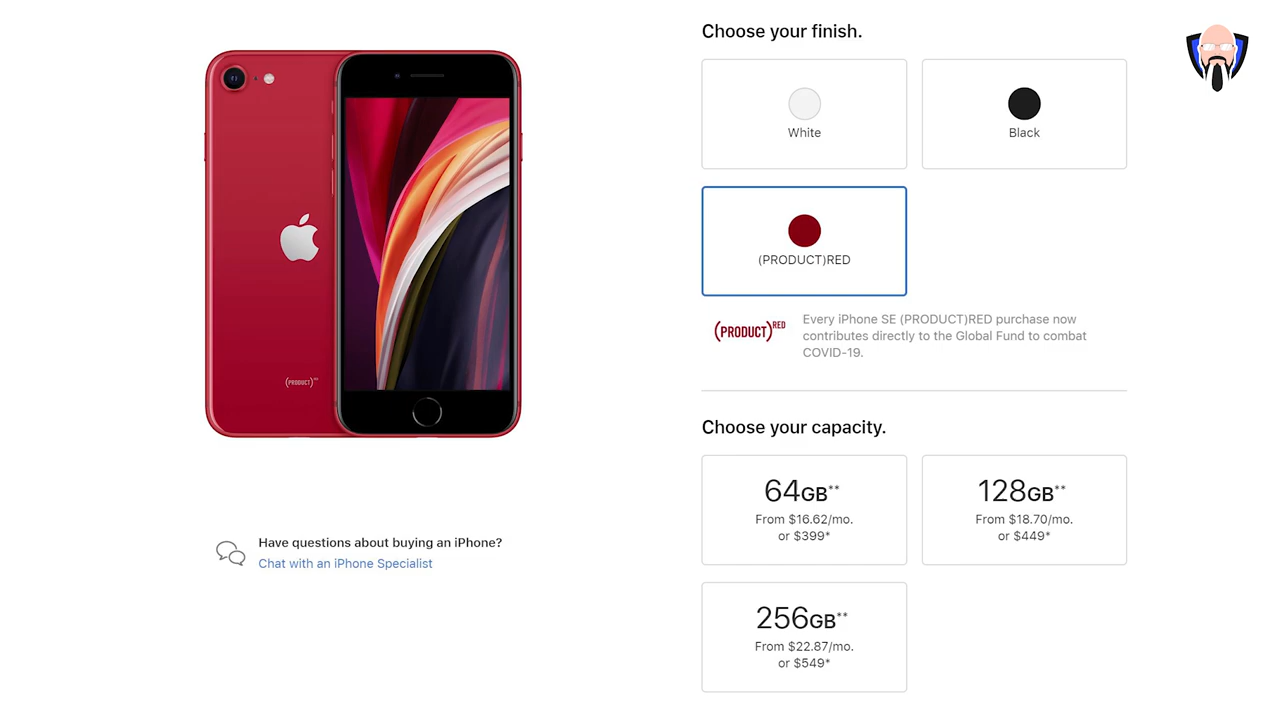 Choose your finish.
White
Black
(PRODUCT)RED
(PRODUCT)RED
Every iPhone SE (PRODUCT)RED purchase now
contributes directly to the Global Fund to combat
COVID-19.
Choose your capacity.
64GB**
From $16.62/mo.
or $399*
128GB**
From $18.70/mo.
or $449*
256GB**
From $22.87/mo.
or $549*
(PRODUCT)RED
Have questions about buying an iPhone?
Chat with an iPhone Specialist